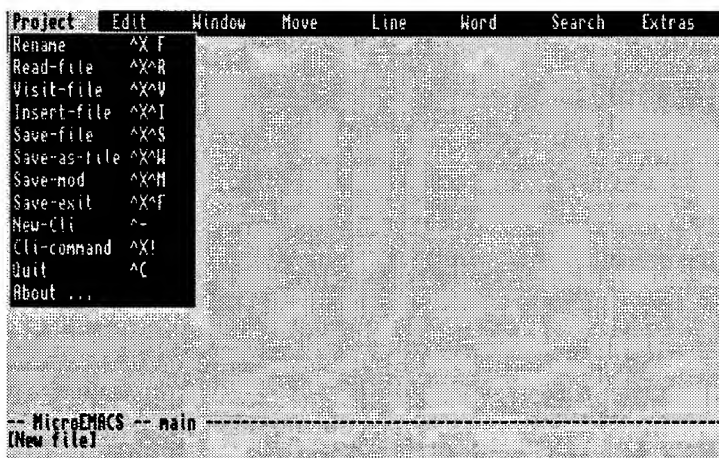 Project Edit Window Move Line Word Search Extras
Rename ^X F
Read-file ^X^R
Visit-file ^X^V
Insert-file ^X^I
Save-file ^X^S
Save-as-file ^X^W
Save-mod ^X^M
Save-exit ^X^F
New-Cli ^-
Cli-command ^X!
Quit ^C
About ...
-- MicroEMACS -- main --------------------------------------------------
[New file]